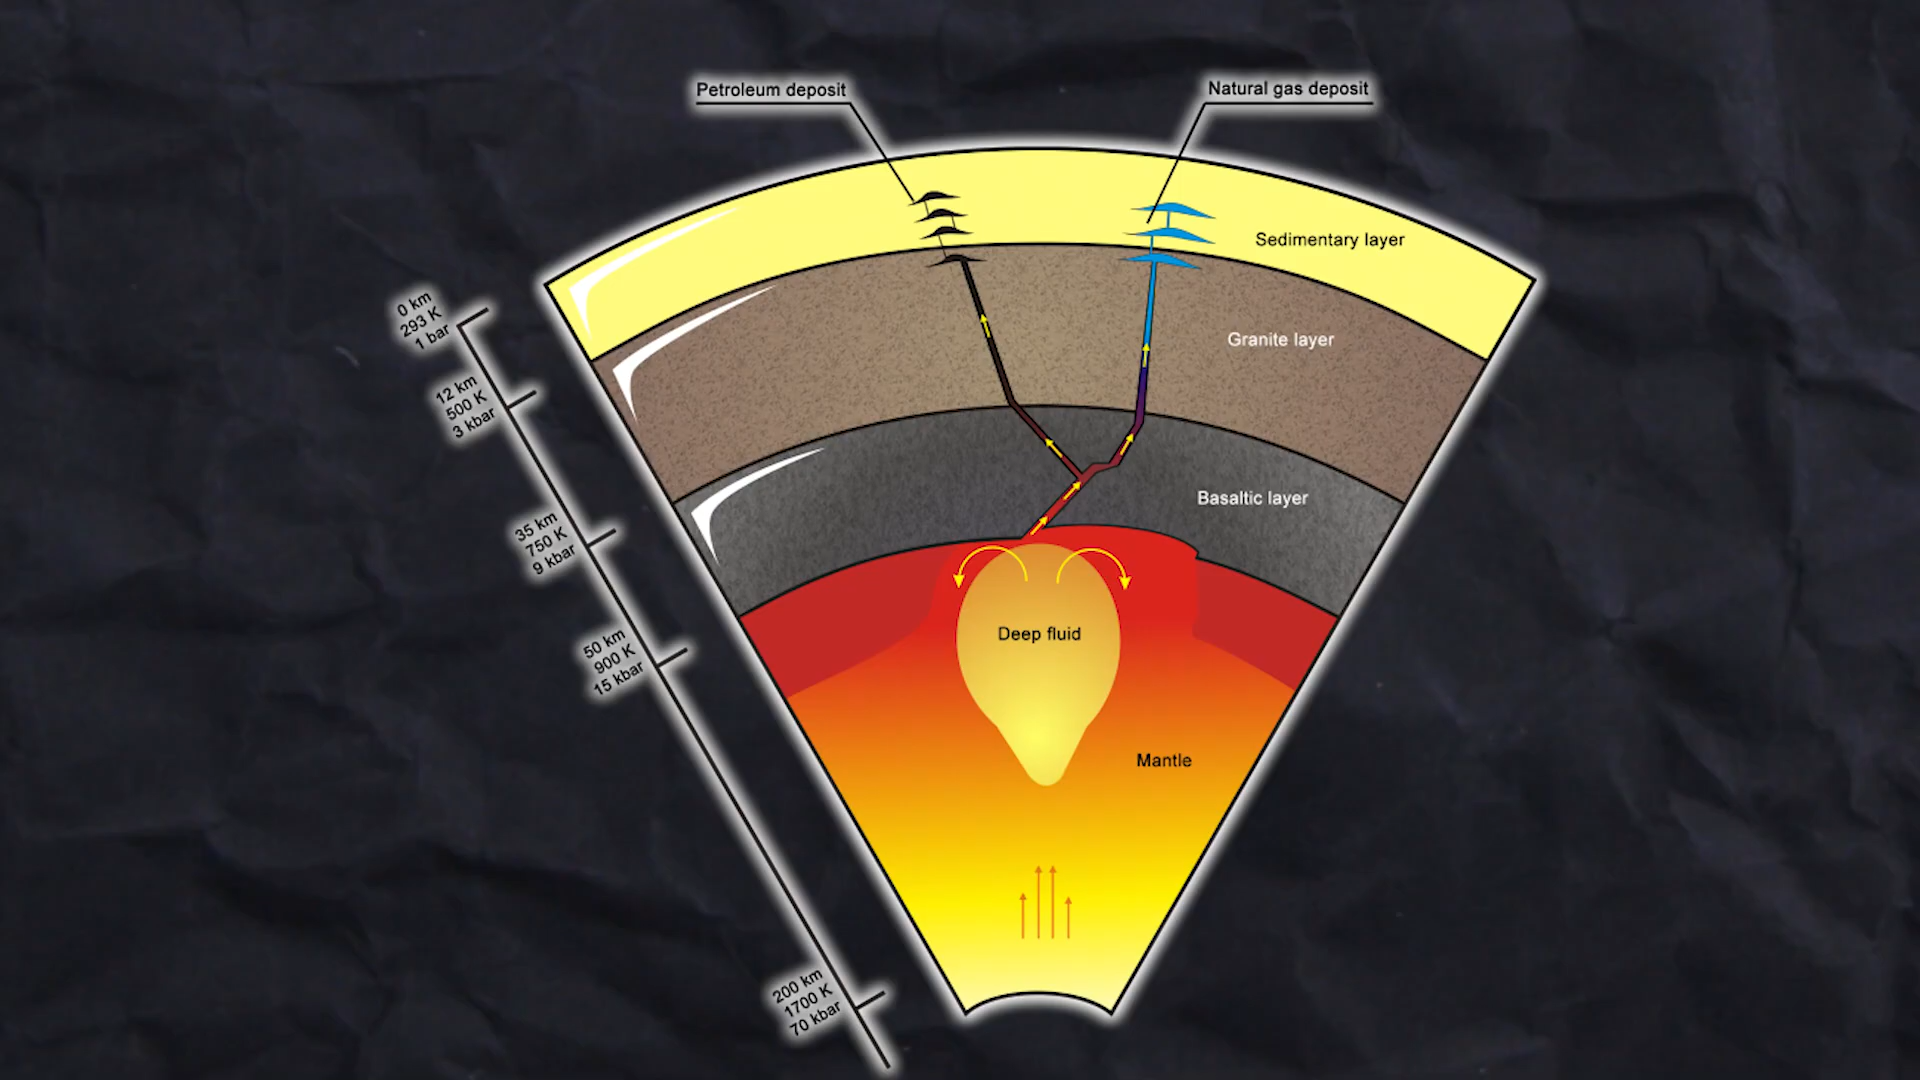 Petroleum deposit
Natural gas deposit
Sedimentary layer
0 km
293 K
1 bar
Granite layer
12 km
500 K
3 kbar
Basaltic layer
35 km
750 K
9 kbar
Deep fluid
50 km
900 K
15 kbar
Mantle
200 km
1700 K
70 kbar